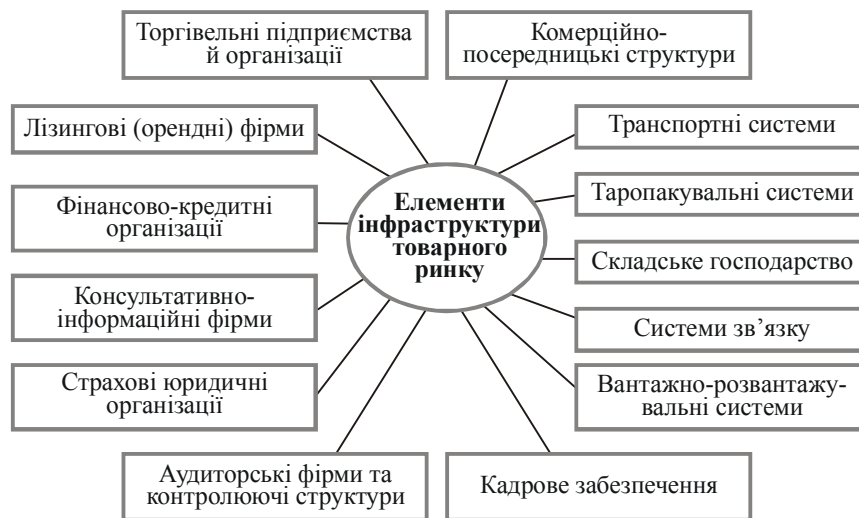 Торгівельні підприємства
й організації
Комерційно-
посередницькі структури
Лізингові (орендні) фірми
Транспортні системи
Фінансово-кредитні
організації
Елементи
інфраструктури
товарного
ринку
Таропакувальні системи
Складське господарство
Консультативно-
інформаційні фірми
Системи зв’язку
Страхові юридичні
організації
Вантажно-розвантажу-
вальні системи
Аудиторські фірми та
контролюючі структури
Кадрове забезпечення